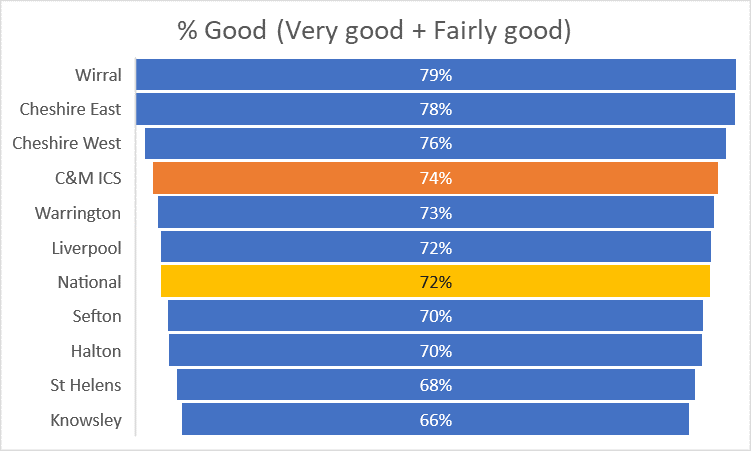 % Good (Very good + Fairly good)
Wirral 79%
Cheshire East 78%
Cheshire West 76%
C&M ICS 74%
Warrington 73%
Liverpool 72%
National 72%
Sefton 70%
Halton 70%
St Helens 68%
Knowsley 66%